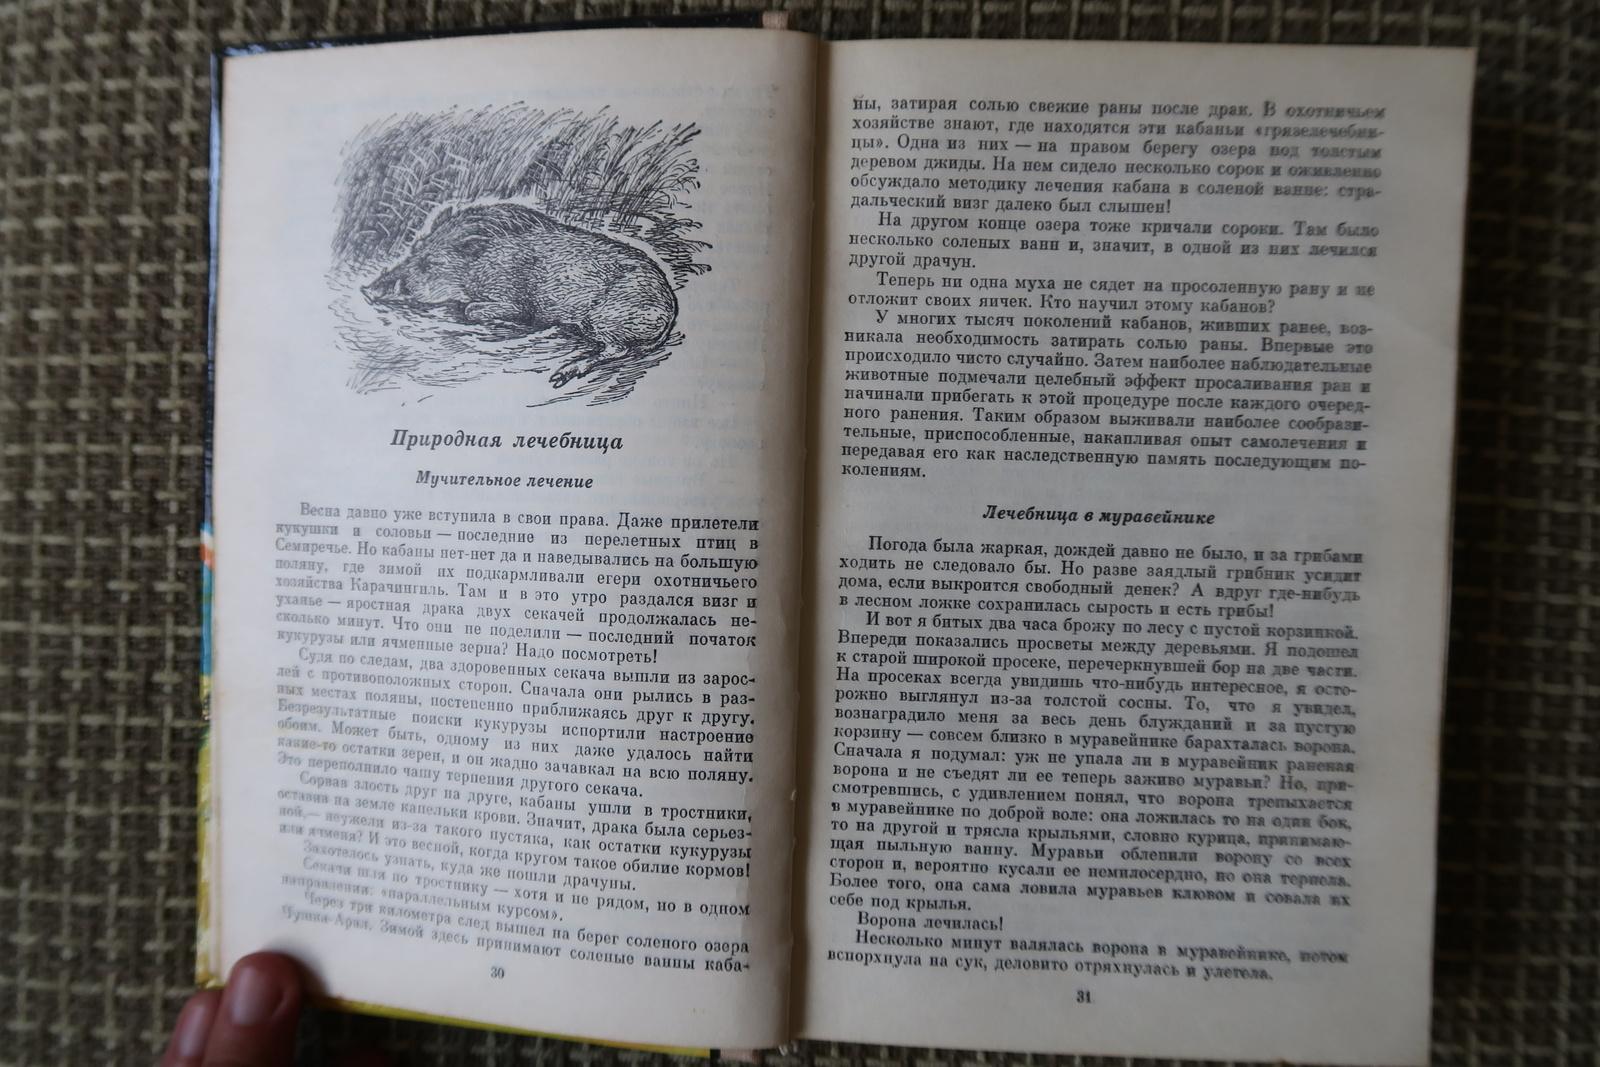 Природная лечебница
Мучительное лечение
Весна давно уже вступила в свои права. Даже прилетели
кукушки и соловьи — последние из перелетных птиц в
Семиречье. Но кабаны нет-нет да и наведывались на большую
поляну, где зимой их подкармливали егери охотничьего
хозяйства Карачингиль. Там и в это утро раздался визг и
уханье — яростная драка двух секачей продолжалась не-
сколько минут. Что они не поделили — последний початок
кукурузы или ячменные зерна? Надо посмотреть!
Судя по следам, два здоровенных секача вышли из зарос-
лей с противоположных сторон. Сначала они рылись в раз-
ных местах поляны, постепенно приближаясь друг к другу.
Безрезультатные поиски кукурузы испортили настроение
обоим. Может быть, одному из них даже удалось найти
какие-то остатки зерен, и он жадно зачавкал на всю поляну.
Это переполнило чашу терпения другого секача.
Сорвав злость друг на друге, кабаны ушли в тростники,
оставив на земле капельки крови. Значит, драка была серьез-
ной,— неужели из-за такого пустяка, как остатки кукурузы
или ячменя? И это весной, когда кругом такое обилие кормов!
Захотелось узнать, куда же пошли драчуны.
Секачи шли по тростнику — хотя и не рядом, но в одном
направлении: «параллельным курсом».
Через три километра след вышел на берег соленого озера
Чушка-Арал. Зимой здесь принимают соленые ванны каба-
30
ны, затирая солью свежие раны после драк. В охотничьем
хозяйстве знают, где находятся эти кабаньи «грязелечебни-
цы». Одна из них — на правом берегу озера под толстым
деревом джиды. На нем сидело несколько сорок и оживленно
обсуждало методику лечения кабана в соленой ванне: стра-
дальческий визг далеко был слышен!
На другом конце озера тоже кричали сороки. Там было
несколько соленых ванн и, значит, в одной из них лечился
другой драчун.
Теперь ни одна муха не сядет на просоленную рану и не
отложит своих яичек. Кто научил этому кабанов?
У многих тысяч поколений кабанов, живших ранее, воз-
никала необходимость затирать солью раны. Впервые это
происходило чисто случайно. Затем наиболее наблюдательные
животные подмечали целебный эффект просаливания ран и
начинали прибегать к этой процедуре после каждого очеред-
ного ранения. Таким образом выживали наиболее сообрази-
тельные, приспособленные, накапливая опыт самолечения и
передавая его как наследственную память последующим по-
колениям.
Лечебница в муравейнике
Погода была жаркая, дождей давно не было, и за грибами
ходить не следовало бы. Но разве заядлый грибник усидит
дома, если выкроится свободный денек? А вдруг где-нибудь
в лесном ложке сохранилась сырость и есть грибы!
И вот я битых два часа брожу по лесу с пустой корзинкой.
Впереди показались просветы между деревьями. Я подошел
к старой широкой просеке, перечеркнувшей бор на две части.
На просеках всегда увидишь что-нибудь интересное, я осто-
рожно выглянул из-за толстой сосны. То, что я увидел,
вознаградило меня за весь день блужданий и за пустую
корзину — совсем близко в муравейнике барахталась ворона.
Сначала я подумал: уж не упала ли в муравейник раненая
ворона и не съедят ли ее теперь заживо муравьи? Но, при-
смотревшись, с удивлением понял, что ворона трепыхается
в муравейнике по доброй воле: она ложилась то на один бок,
то на другой и трясла крыльями, словно курица, принимаю-
щая пыльную ванну. Муравьи облепили ворону со всех
сторон и, вероятно кусали ее немилосердно, но она терпела.
Более того, она сама ловила муравьев клювом и совала их
себе под крылья.
Ворона лечилась!
Несколько минут валялась ворона в муравейнике, потом
вспорхнула на сук, деловито отряхнулась и улетела.
31